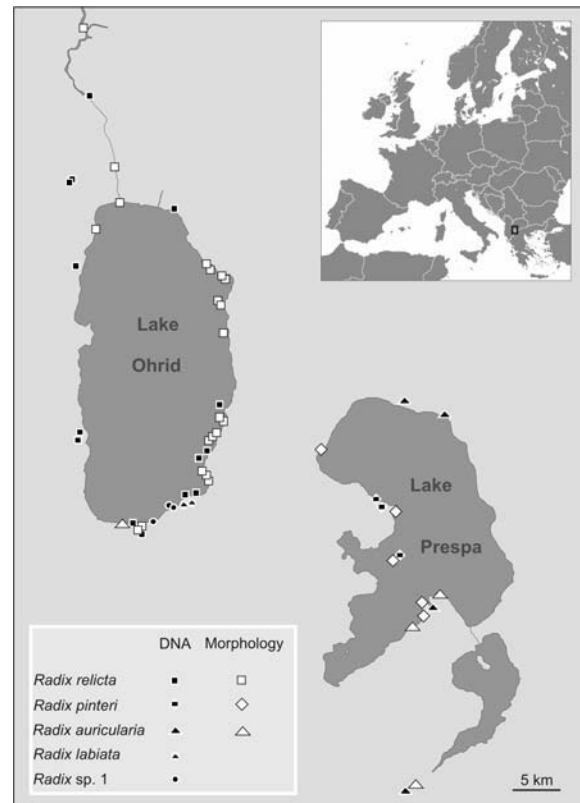 Lake
Ohrid
Lake
Prespa
DNA Morphology
Radix relicta
Radix pinteri
Radix auricularia
Radix labiata
Radix sp. 1
5 km